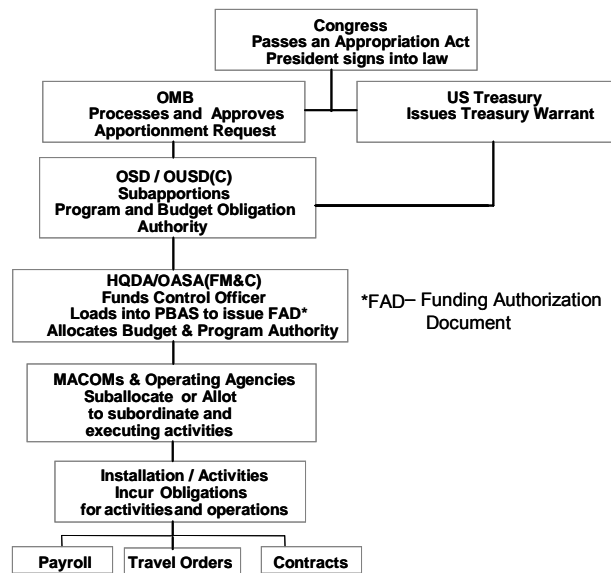 Congress
Passes an Appropriation Act
President signs into law
OMB
Processes and Approves
Apportionment Request
US Treasury
Issues Treasury Warrant
OSD / OUSD(C)
Subapportions
Program and Budget Obligation
Authority
HQDA/OASA(FM&C)
Funds Control Officer
Loads into PBAS to issue FAD*
Allocates Budget & Program Authority
*FAD– Funding Authorization
Document
MACOMs & Operating Agencies
Suballocate or Allot
to subordinate and
executing activities
Installation / Activities
Incur Obligations
for activities and operations
Payroll
Travel Orders
Contracts